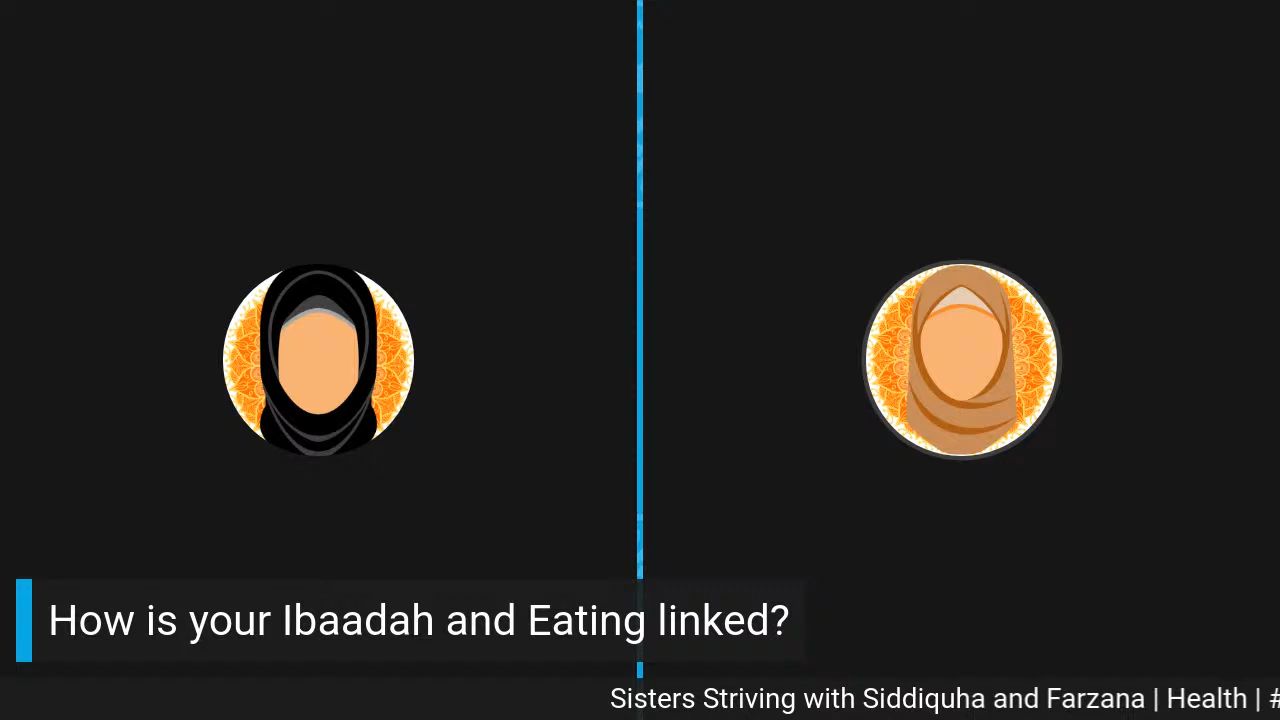 How is your Ibaadah and Eating linked?
Sisters Striving with Siddiquha and Farzana | Health | #